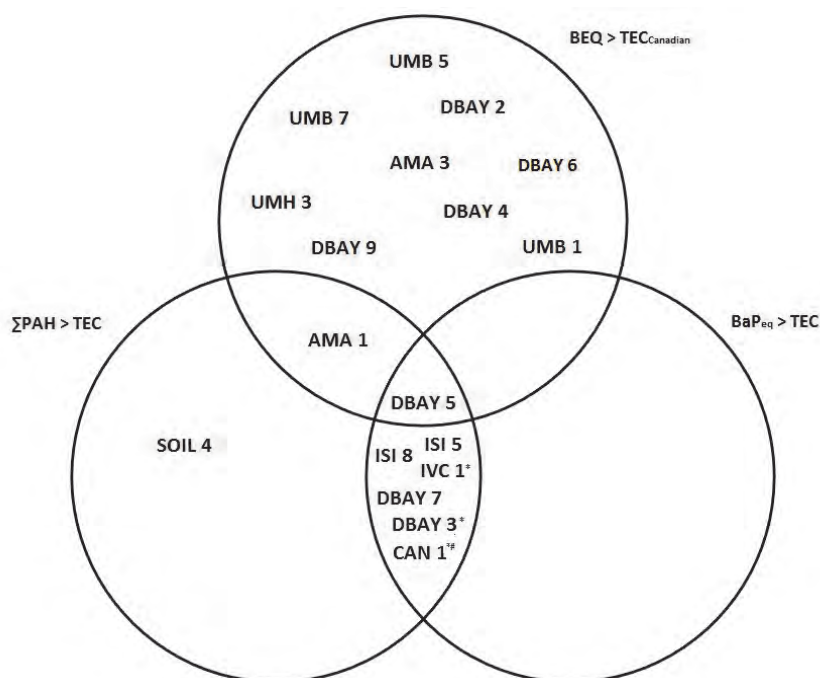 BEQ > TECCanadian
UMB 5
DBAY 2
UMB 7
AMA 3
DBAY 6
UMH 3
DBAY 4
DBAY 9
UMB 1
∑PAH > TEC
BaPeq > TEC
AMA 1
DBAY 5
SOIL 4
ISI 5
ISI 8
IVC 1*
DBAY 7
DBAY 3*
CAN 1*#